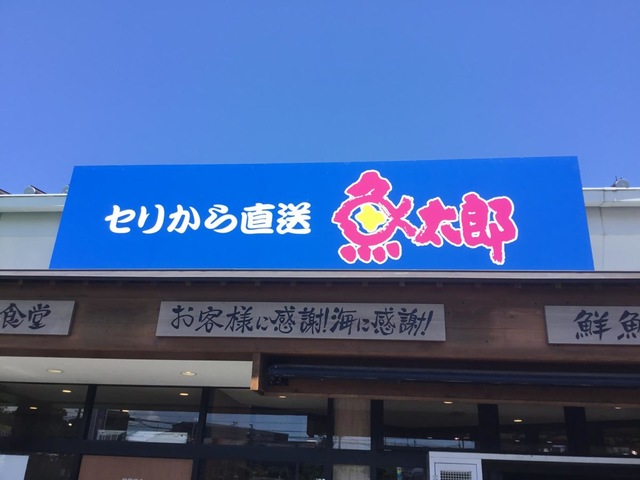 セリから直送 魚太郎
食堂
お客様に感謝!海に感謝!
鮮魚